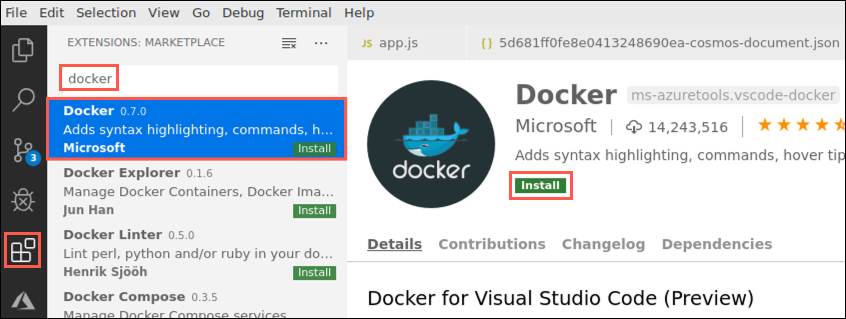 File Edit Selection View Go Debug Terminal Help
EXTENSIONS: MARKETPLACE
docker
Docker 0.7.0
Adds syntax highlighting, commands, h...
Microsoft Install
Docker Explorer 0.1.6
Manage Docker Containers, Docker Ima...
Jun Han Install
Docker Linter 0.5.0
Lint perl, python and/or ruby in your do...
Henrik Sjööh Install
Docker Compose 0.3.5
Manage Docker Compose services
3
JS app.js {} 5d681ff0fe8e0413248690ea-cosmos-document.json
docker
Docker ms-azuretools.vscode-docker
Microsoft | 14,243,516 |
Adds syntax highlighting, commands, hover tip
Install
Details Contributions Changelog Dependencies
Docker for Visual Studio Code (Preview)